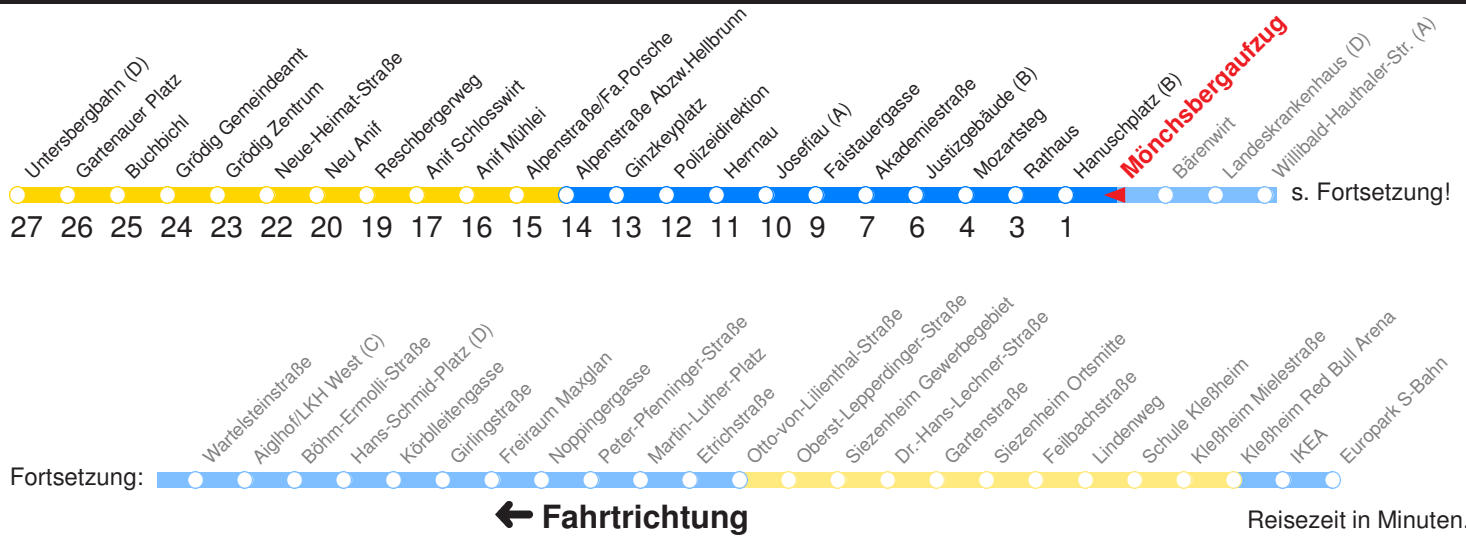 Untersbergbahn (D)
Gartenauer Platz
Buchbichl
Grödig Gemeindeamt
Grödig Zentrum
Neue-Heimat-Straße
Neu Anif
Reschbergerweg
Anif Schlosswirt
Anif Mühlei
Alpenstraße/Fa.Porsche
Alpenstraße Abzw.Hellbrunn
Ginzkeyplatz
Polizeidirektion
Herrnau
Josefiau (A)
Faistauergasse
Akademiestraße
Justizgebäude (B)
Mozartsteg
Rathaus
Hanuschplatz (B)
Mönchsbergaufzug
Bärenwirt
Landeskrankenhaus (D)
Willibald-Hauthaler-Str. (A)
s. Fortsetzung!
27 26 25 24 23 22 20 19 17 16 15 14 13 12 11 10 9 7 6 4 3 1
Wartelsteinstraße
Aiglhof/LKH West (C)
Böhm-Ermolli-Straße
Hans-Schmid-Platz (D)
Körblleitengasse
Girlingstraße
Freiraum Maxglan
Noppingergasse
Peter-Pfenninger-Straße
Martin-Luther-Platz
Etrichstraße
Otto-von-Lilienthal-Straße
Oberst-Lepperdinger-Straße
Siezenheim Gewerbegebiet
Dr.-Hans-Lechner-Straße
Gartenstraße
Siezenheim Ortsmitte
Feilbachstraße
Lindenweg
Schule Kleßheim
Kleßheim Mielestraße
Kleßheim Red Bull Arena
IKEA
Europark S-Bahn
Fortsetzung:
Fahrtrichtung
Reisezeit in Minuten.